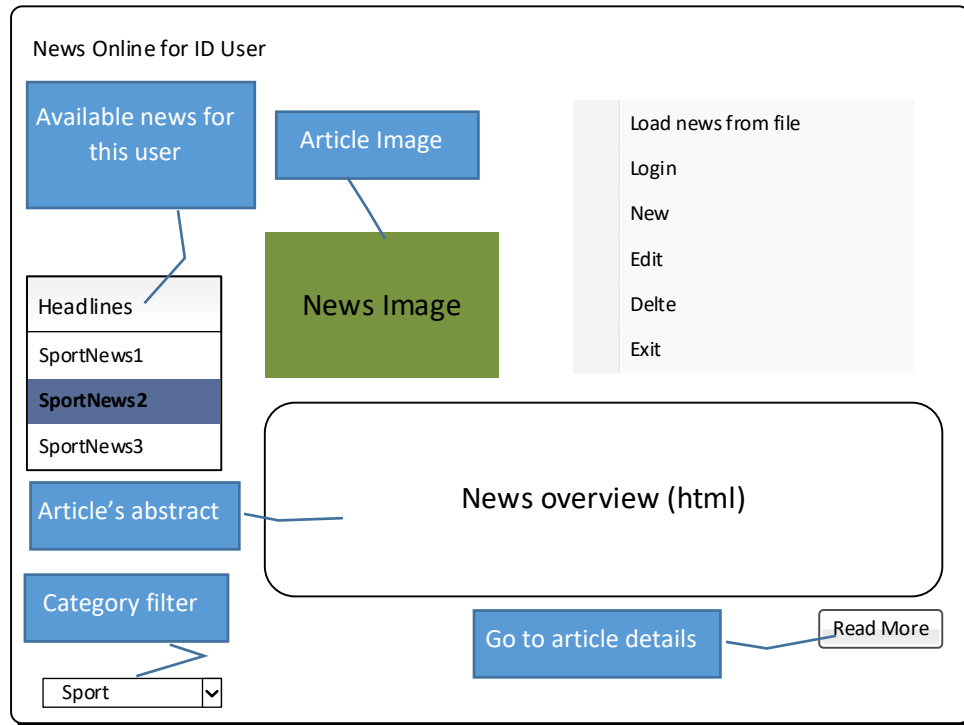 News Online for ID User
Available news for
this user
Article Image
Load news from file
Login
New
Edit
Delte
Exit
News Image
Headlines
SportNews1
SportNews2
SportNews3
News overview (html)
Article’s abstract
Category filter
Go to article details
Read More
Sport